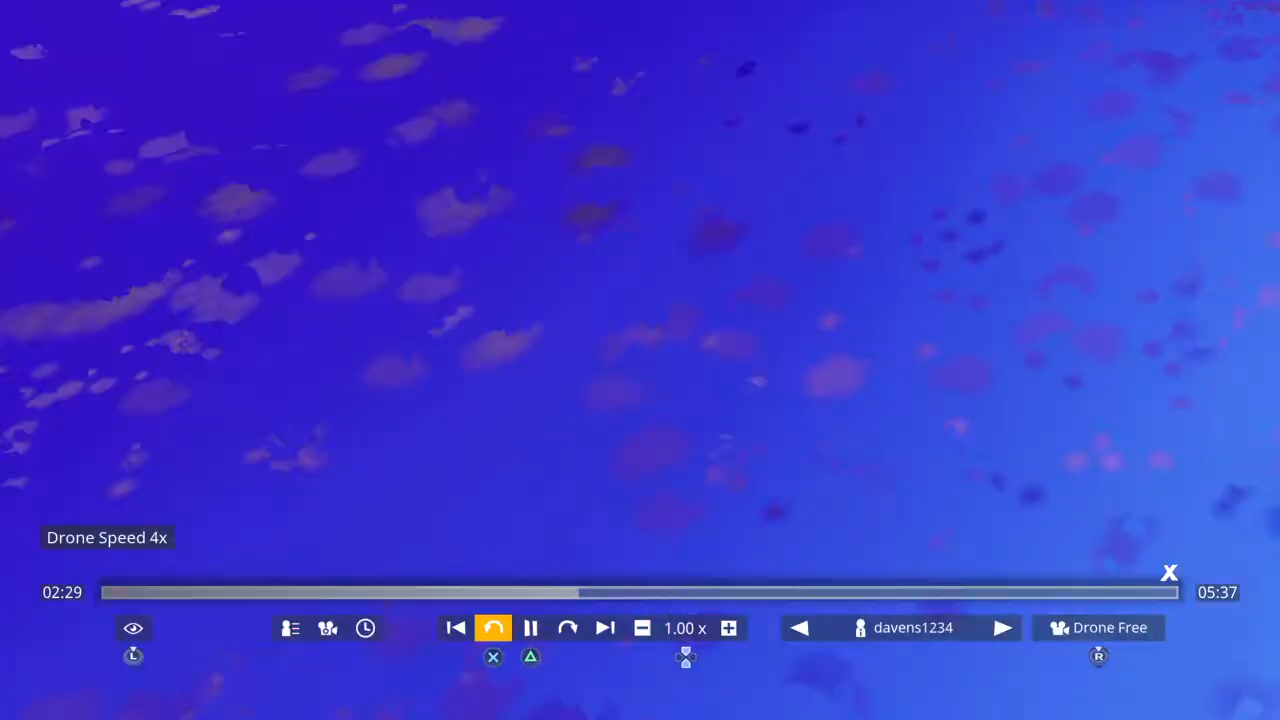 Drone Speed 4x
X
02:29
05:37
1.00 x
davens1234
Drone Free
L
R